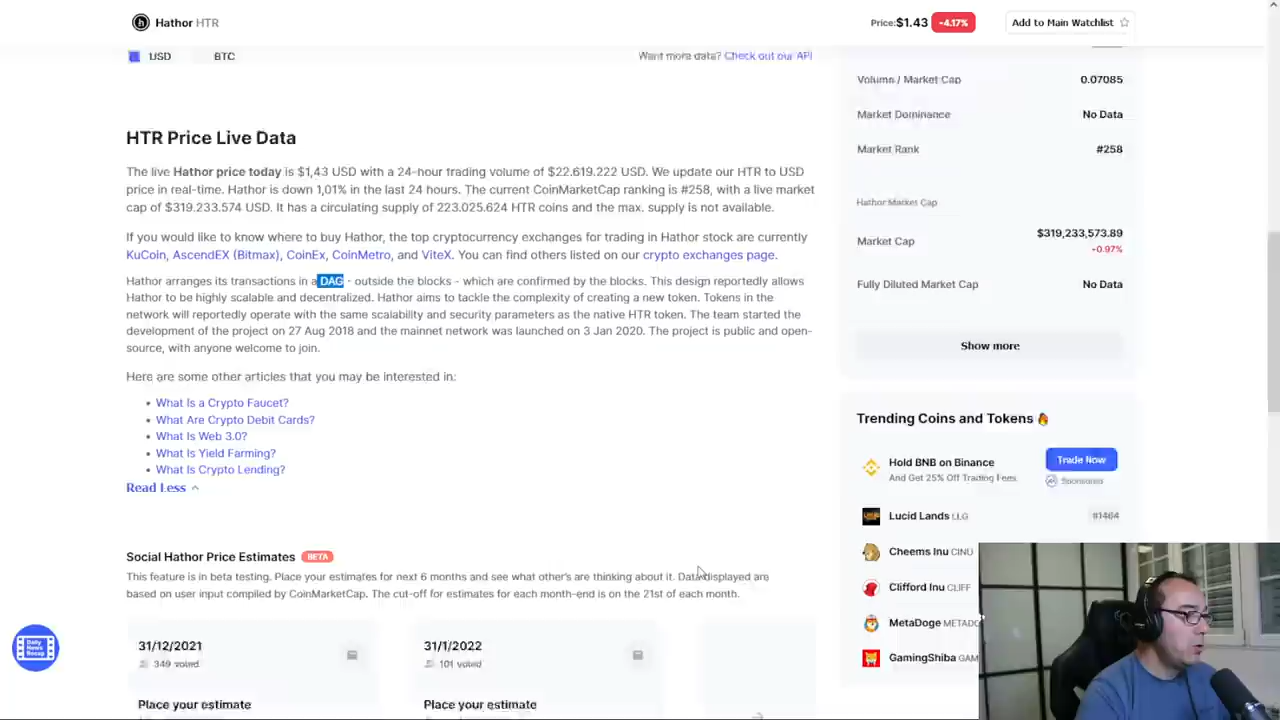 Hathor HTR
Price: $1.43 -4.17%
Add to Main Watchlist
USD BTC
Want more data? Check out our API
Volume / Market Cap 0.07085
Market Dominance No Data
Market Rank #258
Hathor Market Cap
Market Cap $319,233,573.89
-0.97%
Fully Diluted Market Cap No Data
Show more
HTR Price Live Data
The live Hathor price today is $1,43 USD with a 24-hour trading volume of $22.619.222 USD. We update our HTR to USD
price in real-time. Hathor is down 1,01% in the last 24 hours. The current CoinMarketCap ranking is #258, with a live market
cap of $319.233.574 USD. It has a circulating supply of 223.025.624 HTR coins and the max. supply is not available.
If you would like to know where to buy Hathor, the top cryptocurrency exchanges for trading in Hathor stock are currently
KuCoin, AscendEX (Bitmax), CoinEx, CoinMetro, and ViteX. You can find others listed on our crypto exchanges page.
Hathor arranges its transactions in a DAG - outside the blocks - which are confirmed by the blocks. This design reportedly allows
Hathor to be highly scalable and decentralized. Hathor aims to tackle the complexity of creating a new token. Tokens in the
network will reportedly operate with the same scalability and security parameters as the native HTR token. The team started the
development of the project on 27 Aug 2018 and the mainnet network was launched on 3 Jan 2020. The project is public and open-
source, with anyone welcome to join.
Here are some other articles that you may be interested in:
• What Is a Crypto Faucet?
• What Are Crypto Debit Cards?
• What Is Web 3.0?
• What Is Yield Farming?
• What Is Crypto Lending?
Read Less
Trending Coins and Tokens
Hold BNB on Binance
And Get 25% Off Trading Fees.
Trade Now
Sponsored
Lucid Lands LLG #1464
Cheems Inu CINU
Clifford Inu CLIFF
MetaDoge METADO
GamingShiba GAM
Social Hathor Price Estimates BETA
This feature is in beta testing. Place your estimates for next 6 months and see what other's are thinking about it. Data displayed are
based on user input compiled by CoinMarketCap. The cut-off for estimates for each month-end is on the 21st of each month.
31/12/2021
349 voted
Place your estimate
31/1/2022
101 voted
Place your estimate
Daily
News
Recap